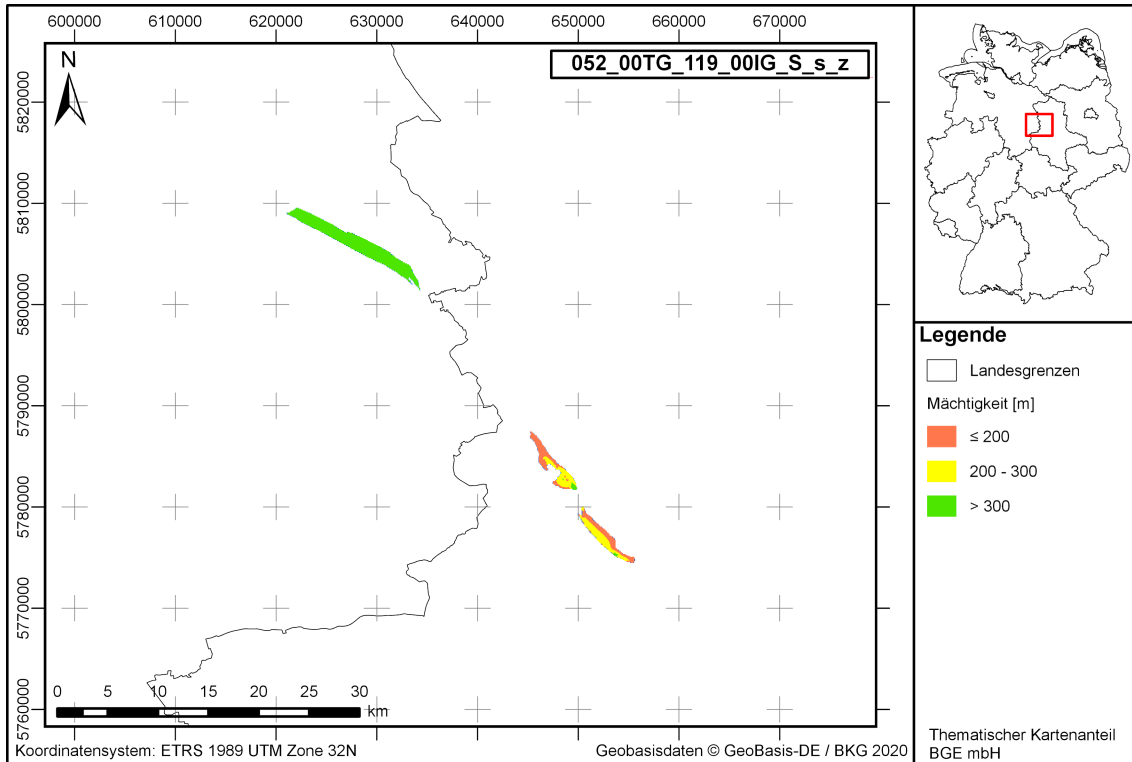 600000 610000 620000 630000 640000 650000 660000 670000
052_00TG_119_00IG_S_s_z
N
5820000
5810000
5800000
5790000
5780000
5770000
5760000
0 5 10 15 20 25 30
km
Koordinatensystem: ETRS 1989 UTM Zone 32N
Geobasisdaten © GeoBasis-DE / BKG 2020
Legende
Landesgrenzen
Mächtigkeit [m]
≤ 200
200 - 300
> 300
Thematischer Kartenanteil
BGE mbH